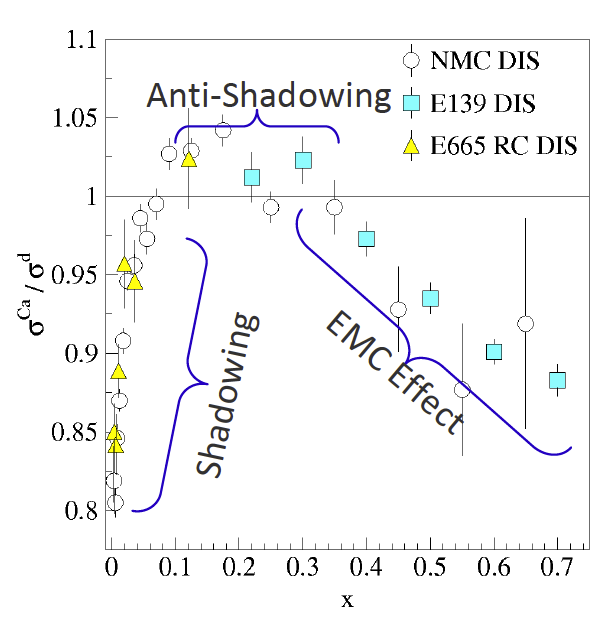 1.1
NMC DIS
Anti-Shadowing
E139 DIS
1.05
E665 RC DIS
1
σCa / σd
0.95
Shadowing
EMC Effect
0.9
0.85
0.8
0 0.1 0.2 0.3 0.4 0.5 0.6 0.7
x